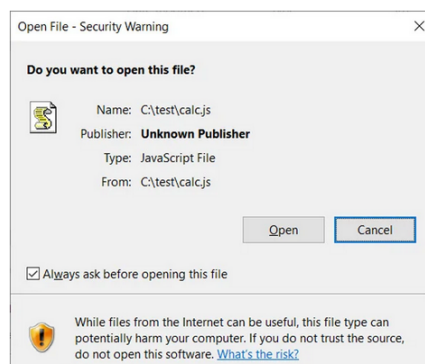 Open File - Security Warning
Do you want to open this file?
Name: C:\test\calc.js
Publisher: Unknown Publisher
Type: JavaScript File
From: C:\test\calc.js
Open Cancel
Always ask before opening this file
While files from the Internet can be useful, this file type can
potentially harm your computer. If you do not trust the source,
do not open this software. What's the risk?